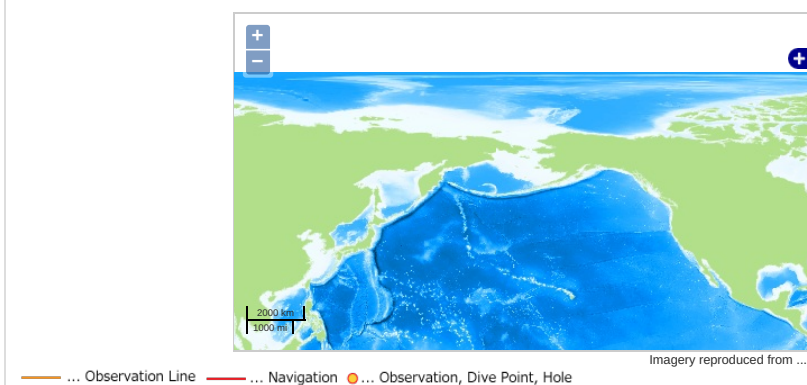 +
−
+
2000 km
1000 mi
Imagery reproduced from ...
... Observation Line ... Navigation ... Observation, Dive Point, Hole